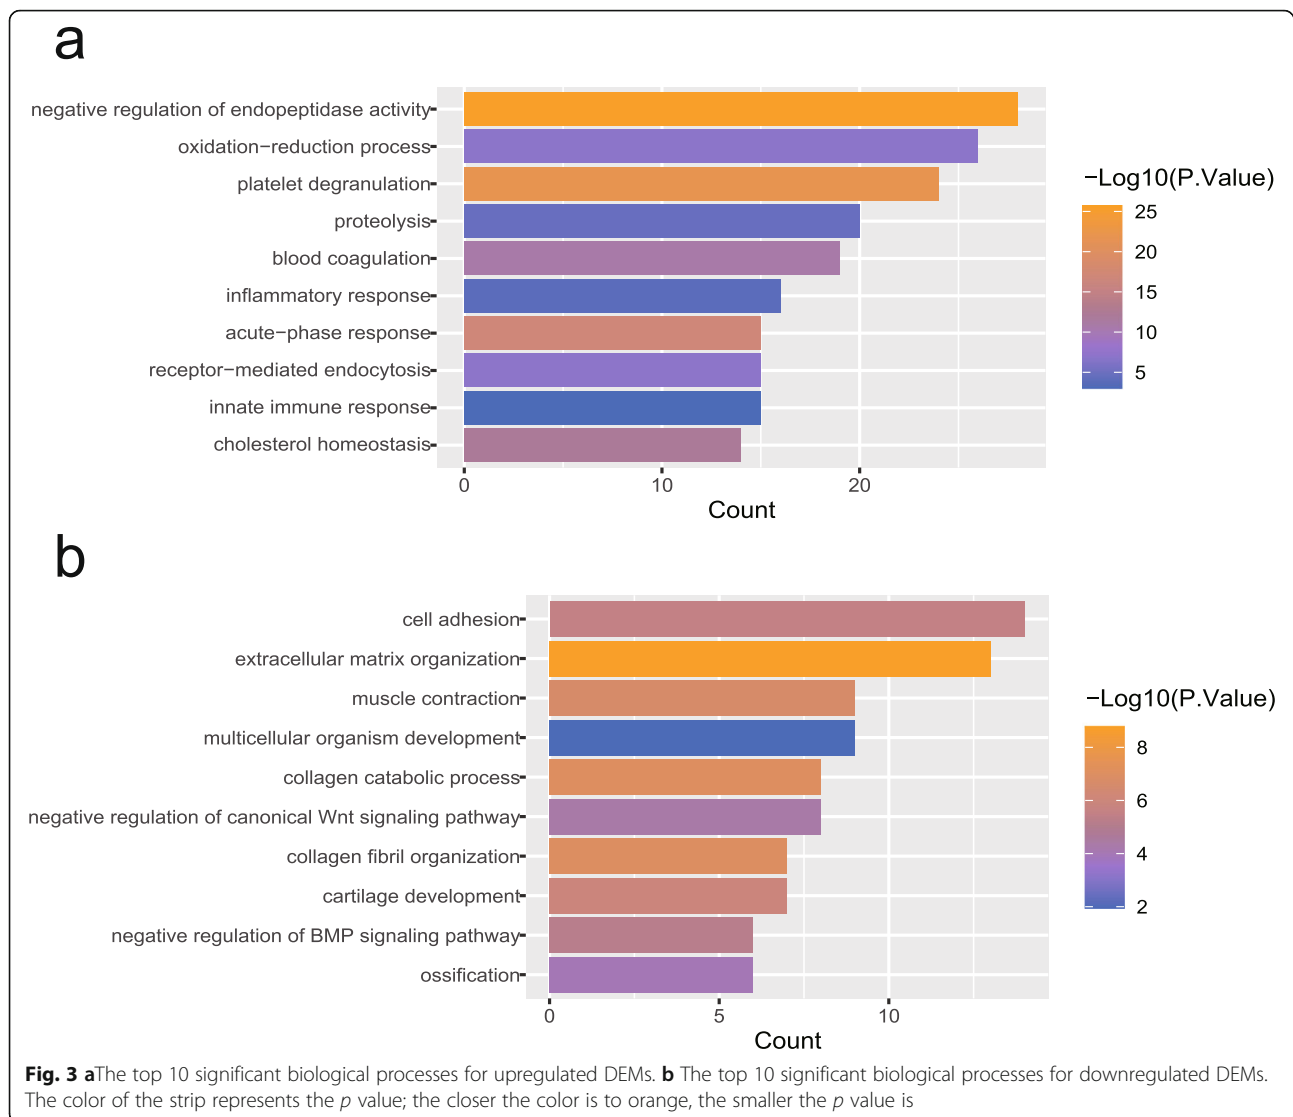 a
negative regulation of endopeptidase activity
oxidation−reduction process
platelet degranulation
proteolysis
blood coagulation
inflammatory response
acute−phase response
receptor−mediated endocytosis
innate immune response
cholesterol homeostasis
0 10 20
Count
−Log10(P.Value)
25
20
15
10
5
b
cell adhesion
extracellular matrix organization
muscle contraction
multicellular organism development
collagen catabolic process
negative regulation of canonical Wnt signaling pathway
collagen fibril organization
cartilage development
negative regulation of BMP signaling pathway
ossification
0 5 10
Count
−Log10(P.Value)
8
6
4
2
Fig. 3 aThe top 10 significant biological processes for upregulated DEMs. b The top 10 significant biological processes for downregulated DEMs.
The color of the strip represents the p value; the closer the color is to orange, the smaller the p value is